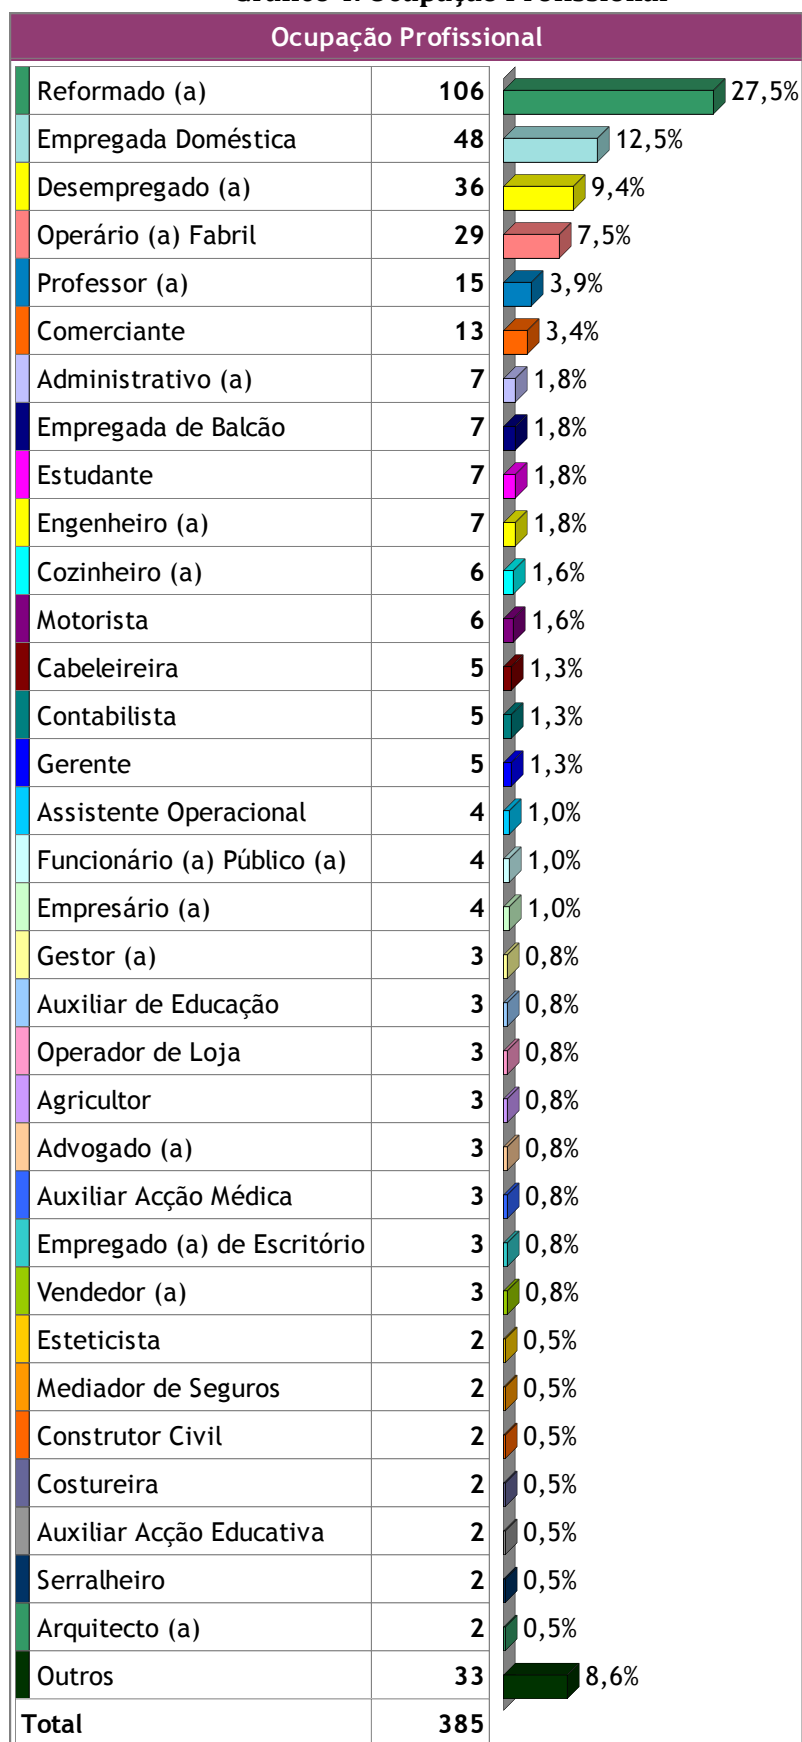 Ocupação Profissional
Reformado (a) 106 27,5%
Empregada Doméstica 48 12,5%
Desempregado (a) 36 9,4%
Operário (a) Fabril 29 7,5%
Professor (a) 15 3,9%
Comerciante 13 3,4%
Administrativo (a) 7 1,8%
Empregada de Balcão 7 1,8%
Estudante 7 1,8%
Engenheiro (a) 7 1,8%
Cozinheiro (a) 6 1,6%
Motorista 6 1,6%
Cabeleireira 5 1,3%
Contabilista 5 1,3%
Gerente 5 1,3%
Assistente Operacional 4 1,0%
Funcionário (a) Público (a) 4 1,0%
Empresário (a) 4 1,0%
Gestor (a) 3 0,8%
Auxiliar de Educação 3 0,8%
Operador de Loja 3 0,8%
Agricultor 3 0,8%
Advogado (a) 3 0,8%
Auxiliar Acção Médica 3 0,8%
Empregado (a) de Escritório 3 0,8%
Vendedor (a) 3 0,8%
Esteticista 2 0,5%
Mediador de Seguros 2 0,5%
Construtor Civil 2 0,5%
Costureira 2 0,5%
Auxiliar Acção Educativa 2 0,5%
Serralheiro 2 0,5%
Arquitecto (a) 2 0,5%
Outros 33 8,6%
Total 385